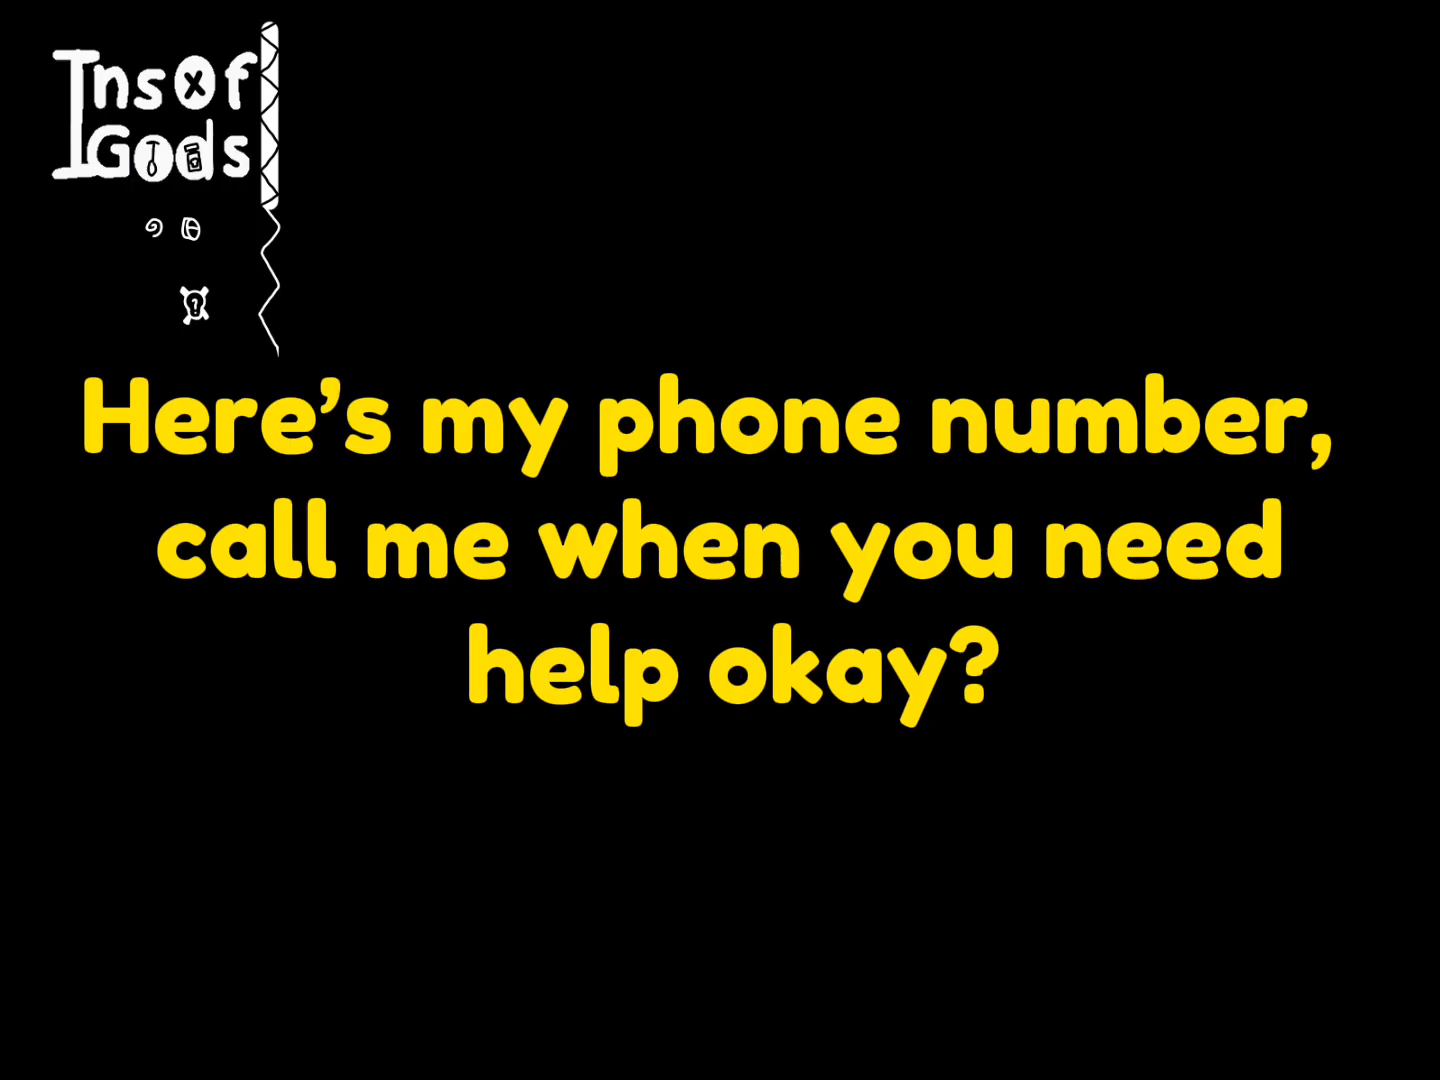 Ins Of
Gods
Here’s my phone number,
call me when you need
help okay?